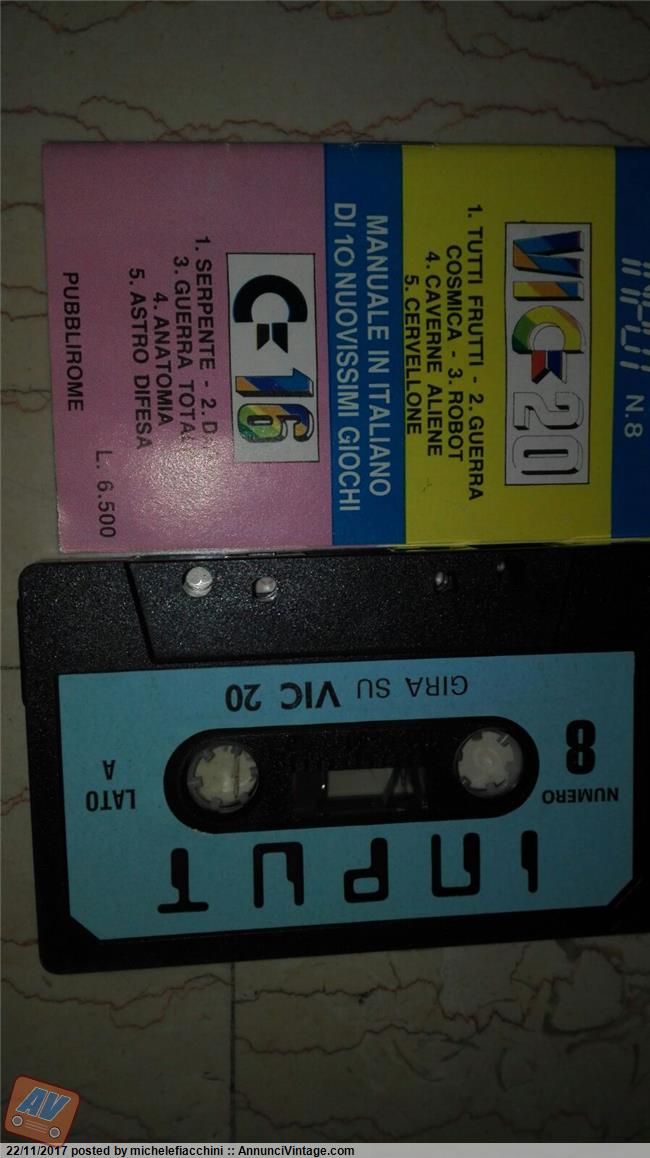 INPUT N.8
VIC-20
1. TUTTI FRUTTI - 2. GUERRA
COSMICA - 3. ROBOT
4. CAVERNE ALIENE
5. CERVELLONE
MANUALE IN ITALIANO
DI 10 NUOVISSIMI GIOCHI
C-16
1. SERPENTE - 2.
3. GUERRA
4. ANATOMIA
5. ASTRO DIFESA
PUBBLIROME
L. 6.500
INPUT
NUMERO
8
LATO
A
GIRA SU VIC 20
AV
22/11/2017 posted by michelefiacchini :: AnnunciVintage.com